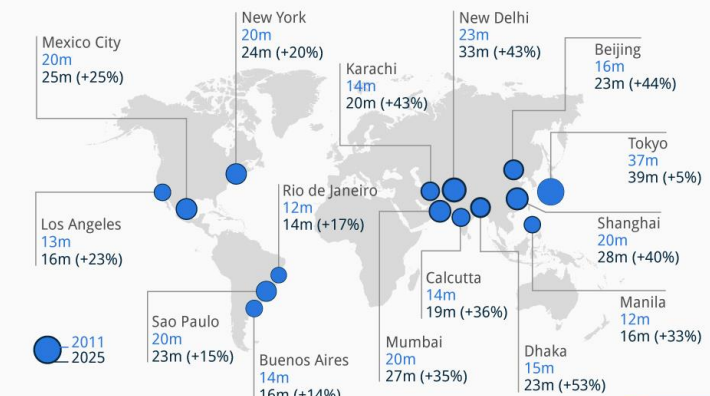 Mexico City
20m
25m (+25%)
New York
20m
24m (+20%)
Karachi
14m
20m (+43%)
New Delhi
23m
33m (+43%)
Beijing
16m
23m (+44%)
Tokyo
37m
39m (+5%)
Los Angeles
13m
16m (+23%)
Rio de Janeiro
12m
14m (+17%)
Shanghai
20m
28m (+40%)
Calcutta
14m
19m (+36%)
Manila
12m
16m (+33%)
Sao Paulo
20m
23m (+15%)
Mumbai
20m
27m (+35%)
Dhaka
15m
23m (+53%)
Buenos Aires
14m
16m (+14%)
2011
2025